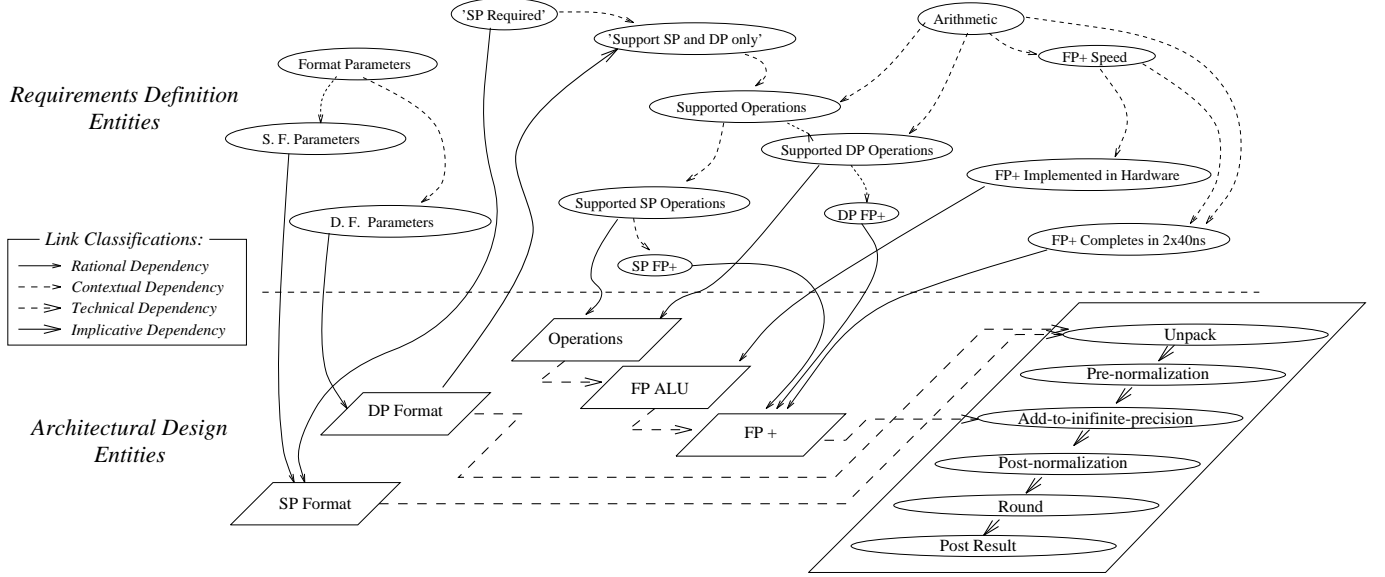 'SP Required'
Arithmetic
'Support SP and DP only'
FP+ Speed
Format Parameters
Requirements Definition
Entities
Supported Operations
S. F. Parameters
Supported DP Operations
FP+ Implemented in Hardware
Supported SP Operations
DP FP+
D. F. Parameters
FP+ Completes in 2x40ns
Link Classifications:
Rational Dependency
Contextual Dependency
Technical Dependency
Implicative Dependency
SP FP+
Operations
Unpack
FP ALU
Pre-normalization
DP Format
FP +
Add-to-inifinite-precision
Architectural Design
Entities
Post-normalization
SP Format
Round
Post Result